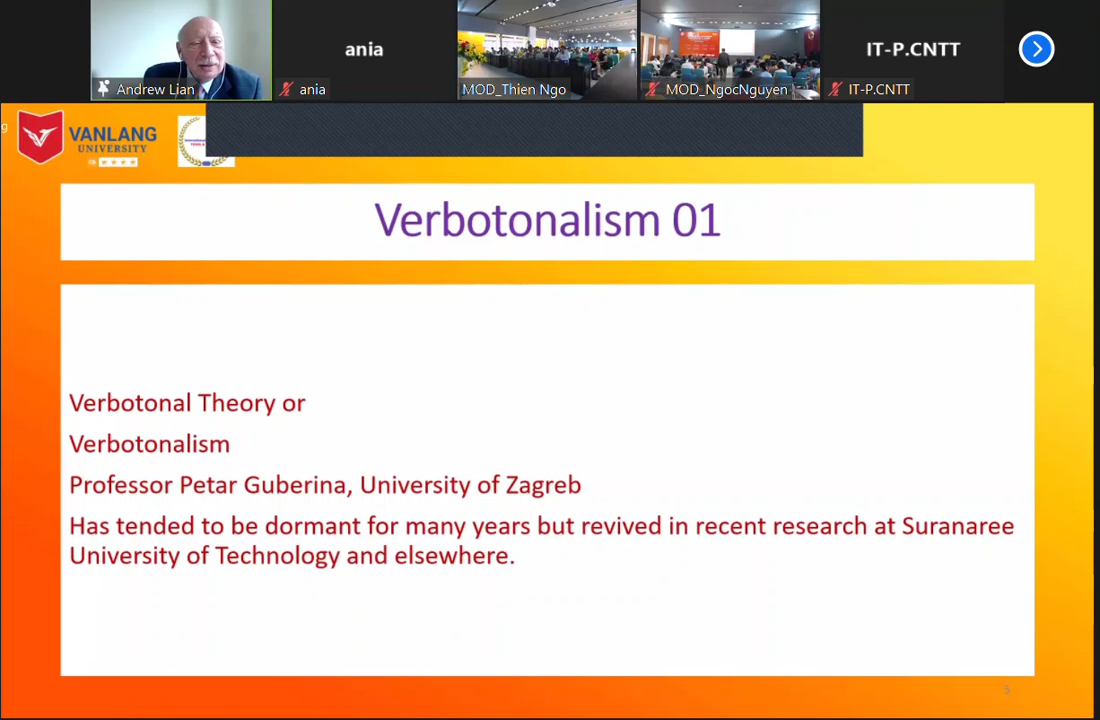 ania
IT-P.CNTT
Andrew Lian
ania
MOD_Thien Ngo
MOD_NgocNguyen
IT-P.CNTT
g
VANLANG
UNIVERSITY
Verbotonalism 01
Verbotonal Theory or
Verbotonalism
Professor Petar Guberina, University of Zagreb
Has tended to be dormant for many years but revived in recent research at Suranaree
University of Technology and elsewhere.
5